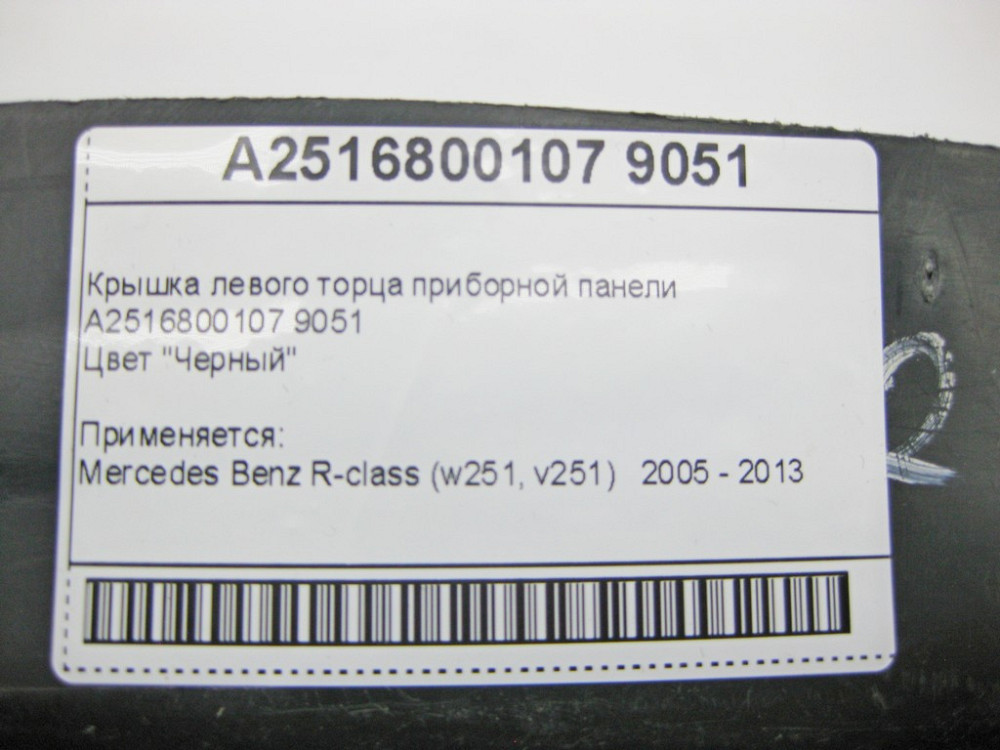 A2516800107 9051
Крышка левого торца приборной панели
A2516800107 9051
Цвет "Черный"
Применяется:
Mercedes Benz R-class (w251, v251) 2005 - 2013
2